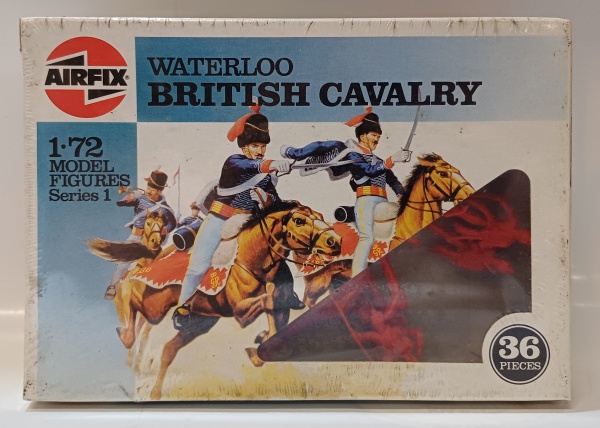 AIRFIX®
WATERLOO
BRITISH CAVALRY
1·72
MODEL
FIGURES
Series 1
36
PIECES